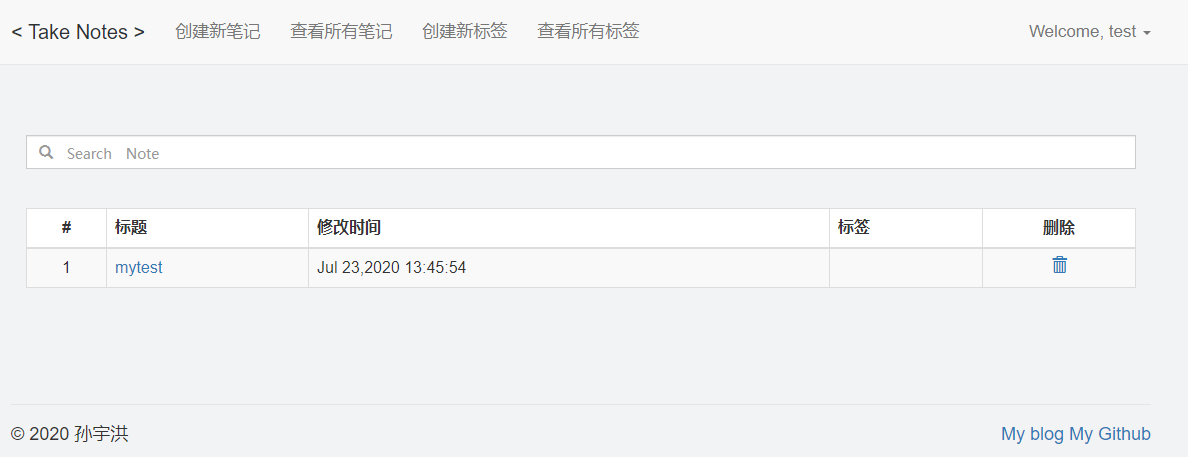 < Take Notes > 创建新笔记 查看所有笔记 创建新标签 查看所有标签 Welcome, test
Search Note
# 标题 修改时间 标签 删除
1 mytest Jul 23,2020 13:45:54
© 2020 孙宇洪 My blog My Github